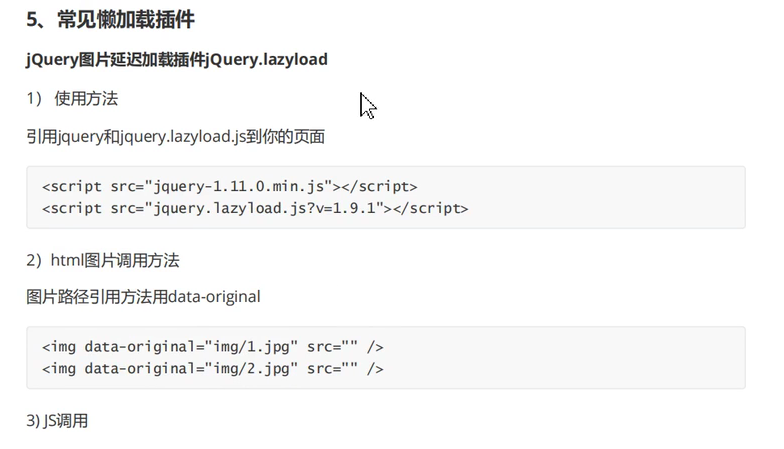 5、常见懒加载插件
jQuery图片延迟加载插件jQuery.lazyload
1） 使用方法
引用jquery和jquery.lazyload.js到你的页面
<script src="jquery-1.11.0.min.js"></script>
<script src="jquery.lazyload.js?v=1.9.1"></script>
2）html图片调用方法
图片路径引用方法用data-original
<img data-original="img/1.jpg" src="" />
<img data-original="img/2.jpg" src="" />
3) JS调用